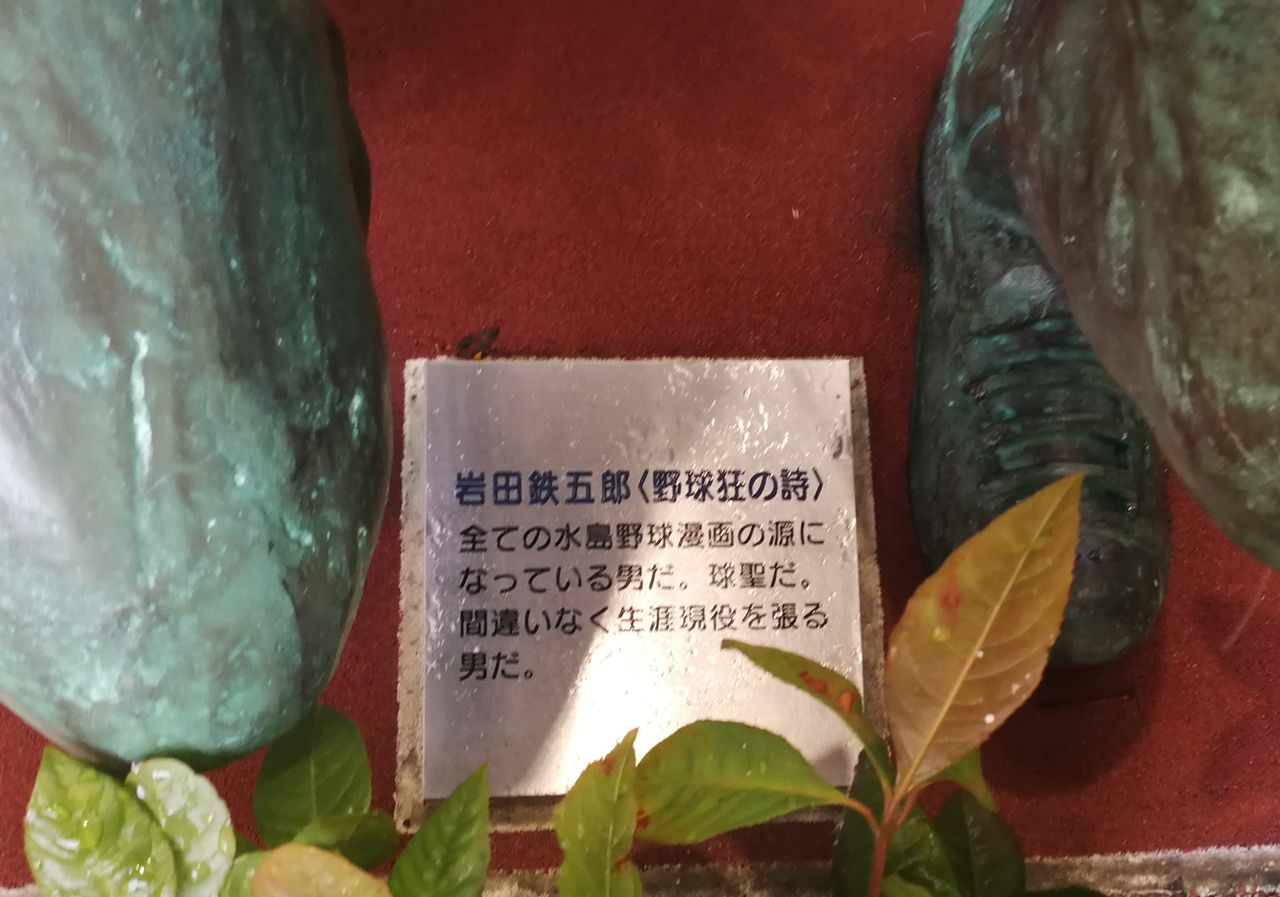 岩田鉄五郎〈野球狂の詩〉
全ての水島野球漫画の源に
なっている男だ。球聖だ。
間違いなく生涯現役を張る
男だ。